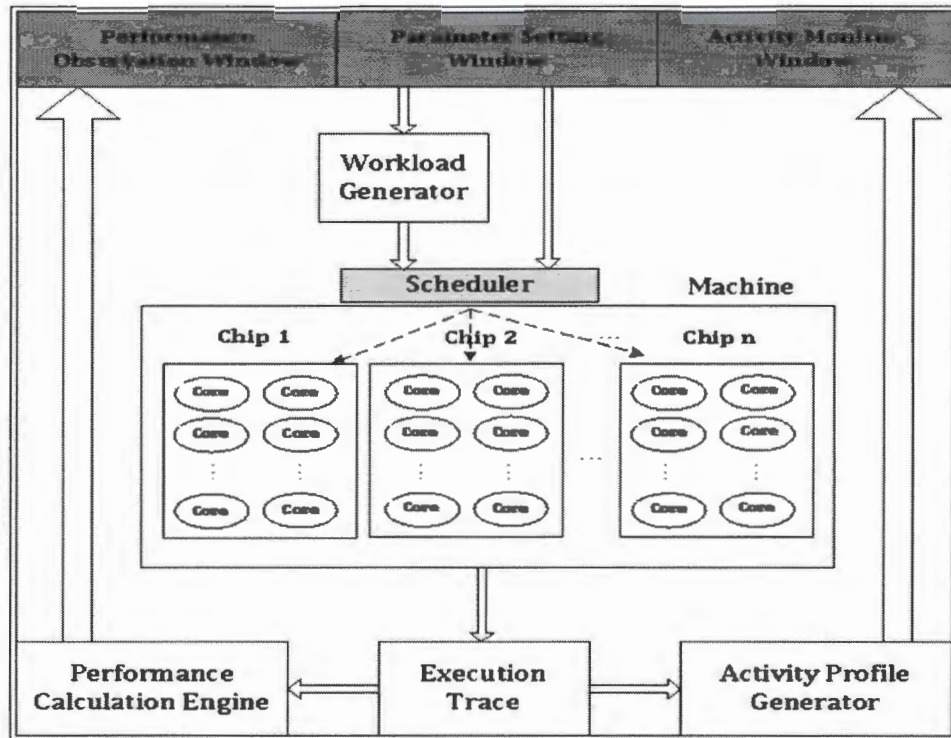 Performance
Observation Window
Parameter Setting
Window
Activity Monitor
Window
Workload
Generator
Scheduler
Machine
Chip 1
Chip 2
...
Chip n
Core Core
Core Core
Core Core
Core Core
Core Core
Core Core
...
Core Core
Core Core
Core Core
Performance
Calculation Engine
Execution
Trace
Activity Profile
Generator